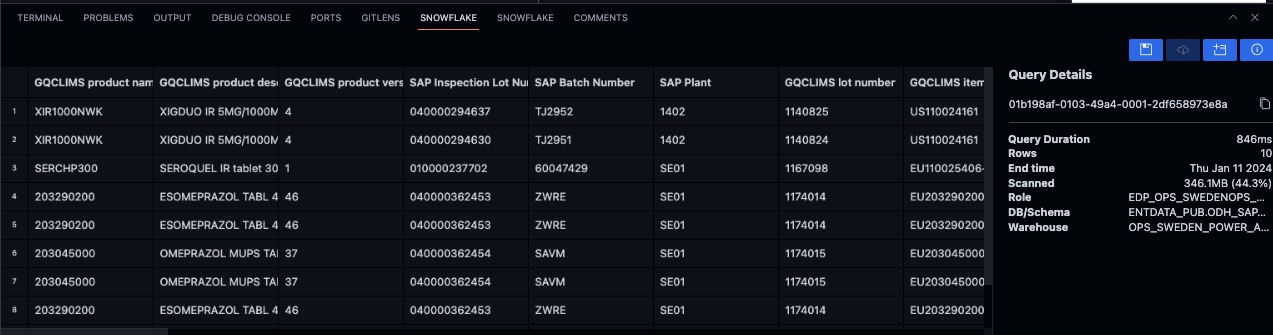 TERMINAL PROBLEMS OUTPUT DEBUG CONSOLE PORTS GITLENS SNOWFLAKE SNOWFLAKE COMMENTS
GQCLIMS product nam GQCLIMS product desc GQCLIMS product vers SAP Inspection Lot Nu SAP Batch Number SAP Plant GQCLIMS lot number GQCLIMS item
1 XIR1000NWK XIGDUO IR 5MG/1000M 4 040000294637 TJ2952 1402 1140825 US110024161
2 XIR1000NWK XIGDUO IR 5MG/1000M 4 040000294630 TJ2951 1402 1140824 US110024161
3 SERCHP300 SEROQUEL IR tablet 30 1 010000237702 60047429 SE01 1167098 EU110025406-
4 203290200 ESOMEPRAZOL TABL 4 46 040000362453 ZWRE SE01 1174014 EU203290200
5 203290200 ESOMEPRAZOL TABL 4 46 040000362453 ZWRE SE01 1174014 EU203290200
6 203045000 OMEPRAZOL MUPS TAI 37 040000362454 SAVM SE01 1174015 EU203045000
7 203045000 OMEPRAZOL MUPS TAI 37 040000362454 SAVM SE01 1174015 EU203045000
8 203290200 ESOMEPRAZOL TABL 4 46 040000362453 ZWRE SE01 1174014 EU203290200
Query Details
01b198af-0103-49a4-0001-2df658973e8a
Query Duration 846ms
Rows 10
End time Thu Jan 11 2024
Scanned 346.1MB (44.3%)
Role EDP_OPS_SWEDENOPS_...
DB/Schema ENTDATA_PUB.ODH_SAP...
Warehouse OPS_SWEDEN_POWER_A...